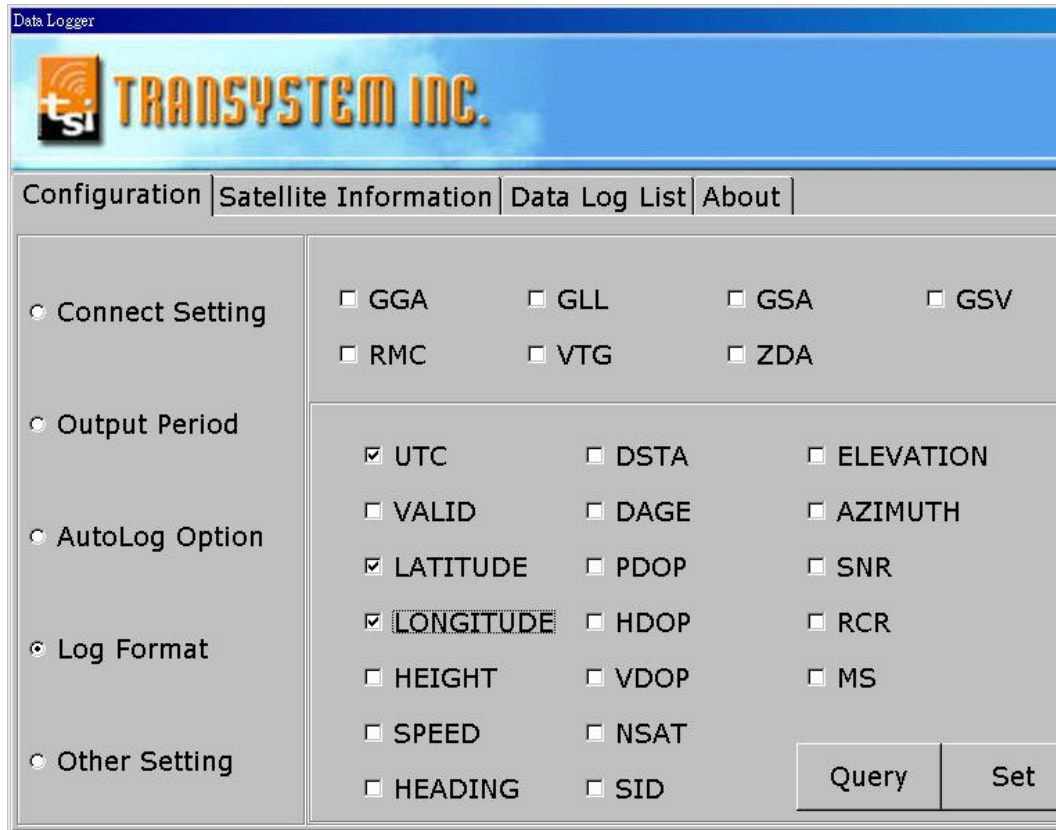 Data Logger
tsi TRANSYSTEM INC.
Configuration Satellite Information Data Log List About
Connect Setting
Output Period
AutoLog Option
Log Format
Other Setting
GGA GLL GSA GSV
RMC VTG ZDA
UTC DSTA ELEVATION
VALID DAGE AZIMUTH
LATITUDE PDOP SNR
LONGITUDE HDOP RCR
HEIGHT VDOP MS
SPEED NSAT
HEADING SID
Query Set